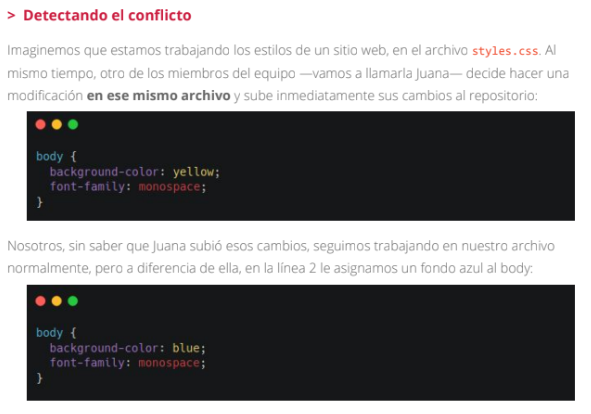 > Detectando el conflicto
Imaginemos que estamos trabajando los estilos de un sitio web, en el archivo styles.css. Al
mismo tiempo, otro de los miembros del equipo —vamos a llamarla Juana— decide hacer una
modificación en ese mismo archivo y sube inmediatamente sus cambios al repositorio:
body {
  background-color: yellow;
  font-family: monospace;
}
Nosotros, sin saber que Juana subió esos cambios, seguimos trabajando en nuestro archivo
normalmente, pero a diferencia de ella, en la línea 2 le asignamos un fondo azul al body:
body {
  background-color: blue;
  font-family: monospace;
}